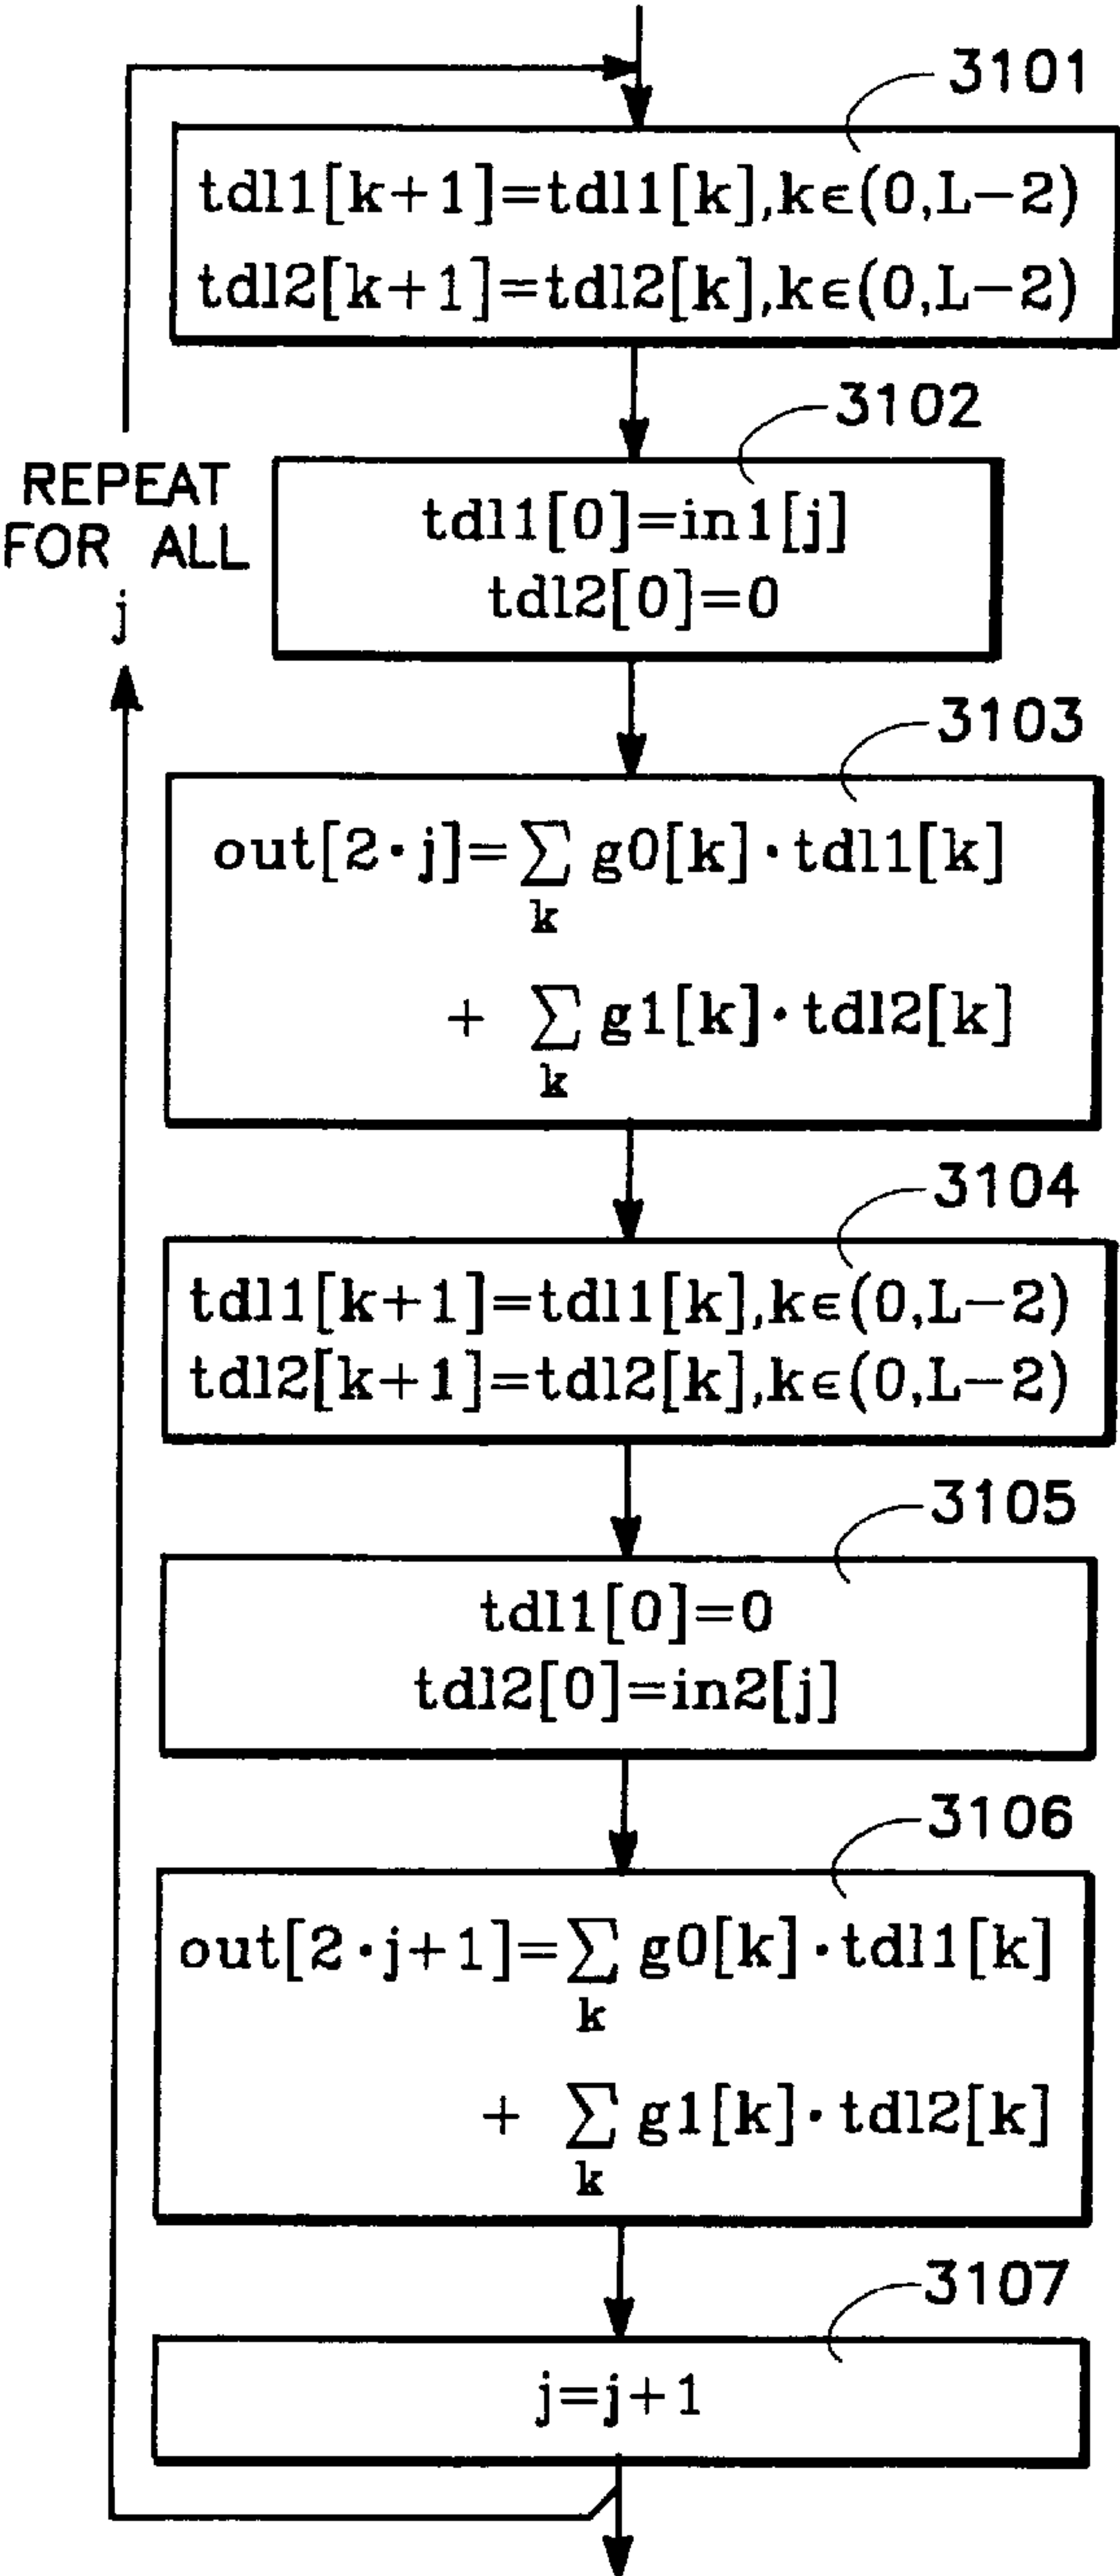 3101
tdl1[k+1]=tdl1[k],k∈(0,L-2)
tdl2[k+1]=tdl2[k],k∈(0,L-2)
3102
tdl1[0]=in1[j]
tdl2[0]=0
REPEAT
FOR ALL
j
3103
out[2·j]=∑ g0[k]·tdl1[k]
k
+ ∑ g1[k]·tdl2[k]
k
3104
tdl1[k+1]=tdl1[k],k∈(0,L-2)
tdl2[k+1]=tdl2[k],k∈(0,L-2)
3105
tdl1[0]=0
tdl2[0]=in2[j]
3106
out[2·j+1]=∑ g0[k]·tdl1[k]
k
+ ∑ g1[k]·tdl2[k]
k
3107
j=j+1